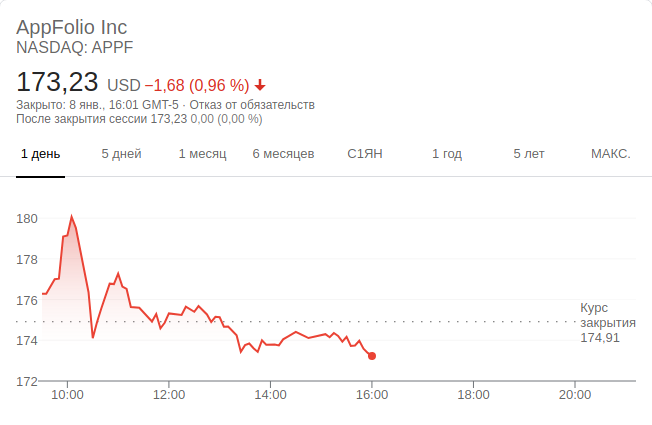 AppFolio Inc
NASDAQ: APPF
173,23 USD −1,68 (0,96 %)
Закрыто: 8 янв., 16:01 GMT-5 · Отказ от обязательств
После закрытия сессии 173,23 0,00 (0,00 %)
1 день 5 дней 1 месяц 6 месяцев С1ЯН 1 год 5 лет МАКС.
180
178
176
Курс
закрытия
174,91
174
172
10:00 12:00 14:00 16:00 18:00 20:00